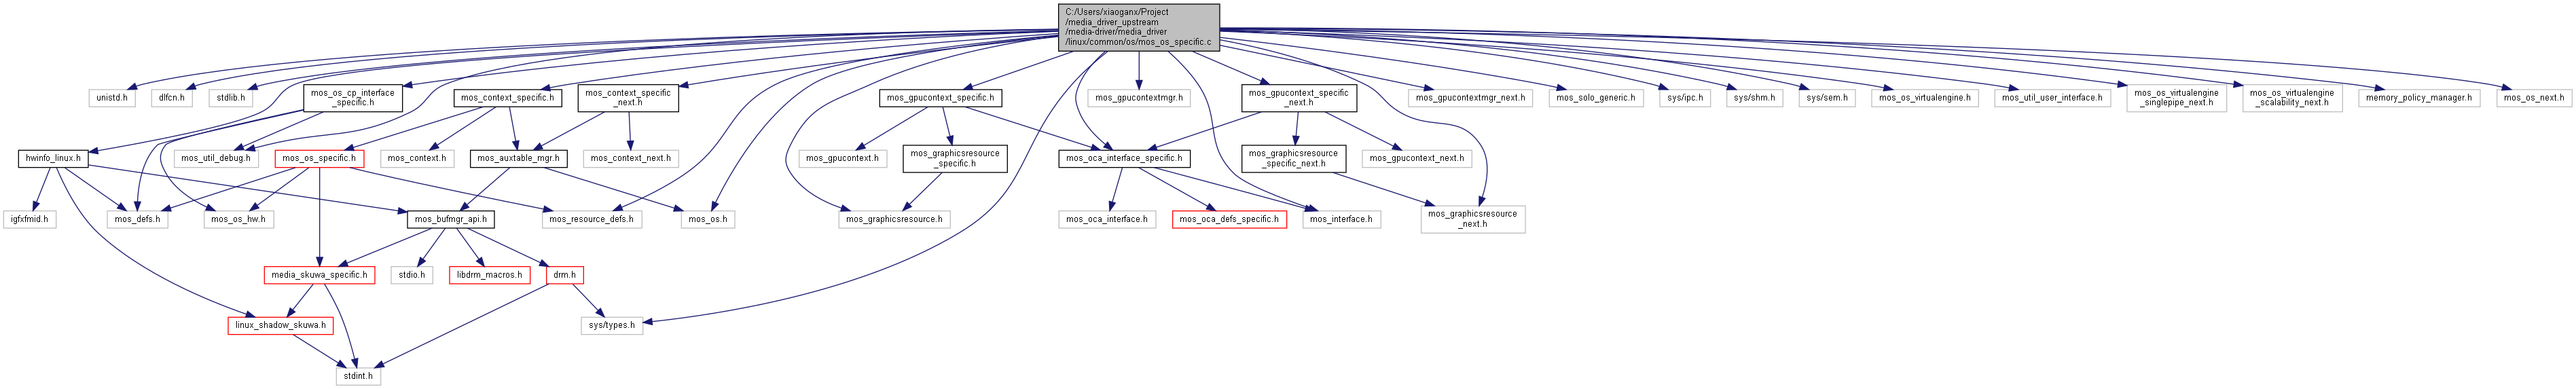 C:/Users/xiaoganx/Project
/media_driver_upstream
/media-driver/media_driver
/linux/common/os/mos_os_specific.c
unistd.h
dlfcn.h
stdlib.h
mos_os_cp_interface
_specific.h
mos_context_specific.h
mos_context_specific
_next.h
mos_gpucontext_specific.h
mos_gpucontextmgr.h
mos_gpucontext_specific
_next.h
mos_gpucontextmgr_next.h
mos_solo_generic.h
sys/ipc.h
sys/shm.h
sys/sem.h
mos_os_virtualengine.h
mos_util_user_interface.h
mos_os_virtualengine
_singlepipe_next.h
mos_os_virtualengine
_scalability_next.h
memory_policy_manager.h
mos_os_next.h
hwinfo_linux.h
mos_util_debug.h
mos_os_specific.h
mos_context.h
mos_auxtable_mgr.h
mos_context_next.h
mos_gpucontext.h
mos_graphicsresource
_specific.h
mos_oca_interface_specific.h
mos_graphicsresource
_specific_next.h
mos_gpucontext_next.h
igfxfmid.h
mos_defs.h
mos_os_hw.h
mos_bufmgr_api.h
mos_resource_defs.h
mos_os.h
mos_graphicsresource.h
mos_oca_interface.h
mos_oca_defs_specific.h
mos_interface.h
mos_graphicsresource
_next.h
media_skuwa_specific.h
stdio.h
libdrm_macros.h
drm.h
linux_shadow_skuwa.h
sys/types.h
stdint.h